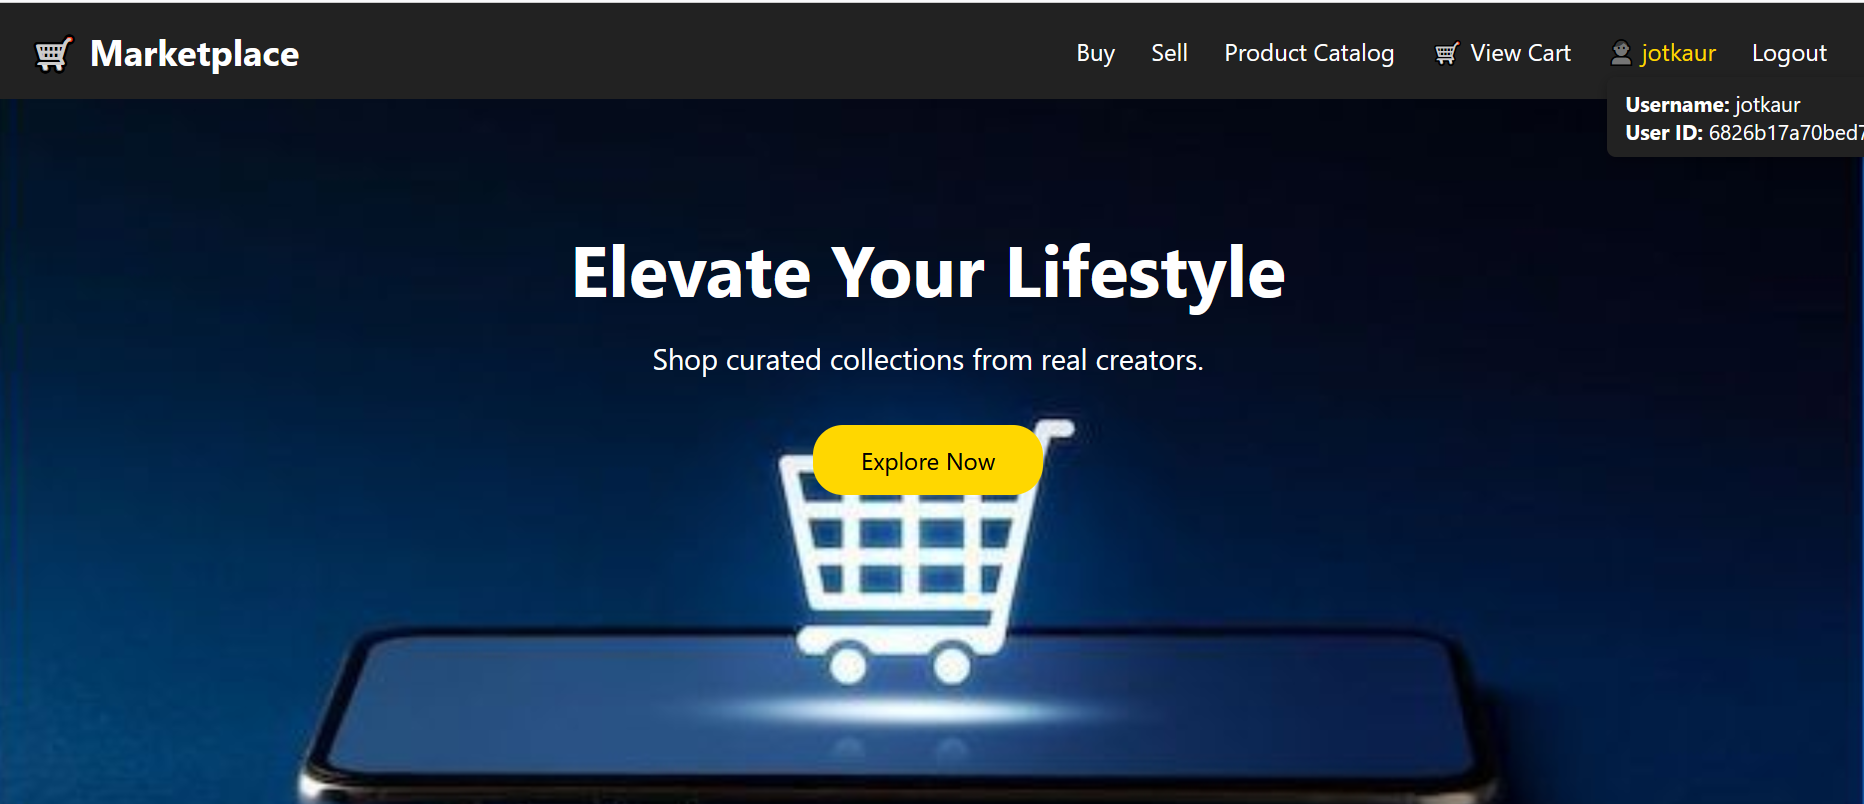 Marketplace
Buy Sell Product Catalog View Cart jotkaur Logout
Username: jotkaur
User ID: 6826b17a70bed7
Elevate Your Lifestyle
Shop curated collections from real creators.
Explore Now